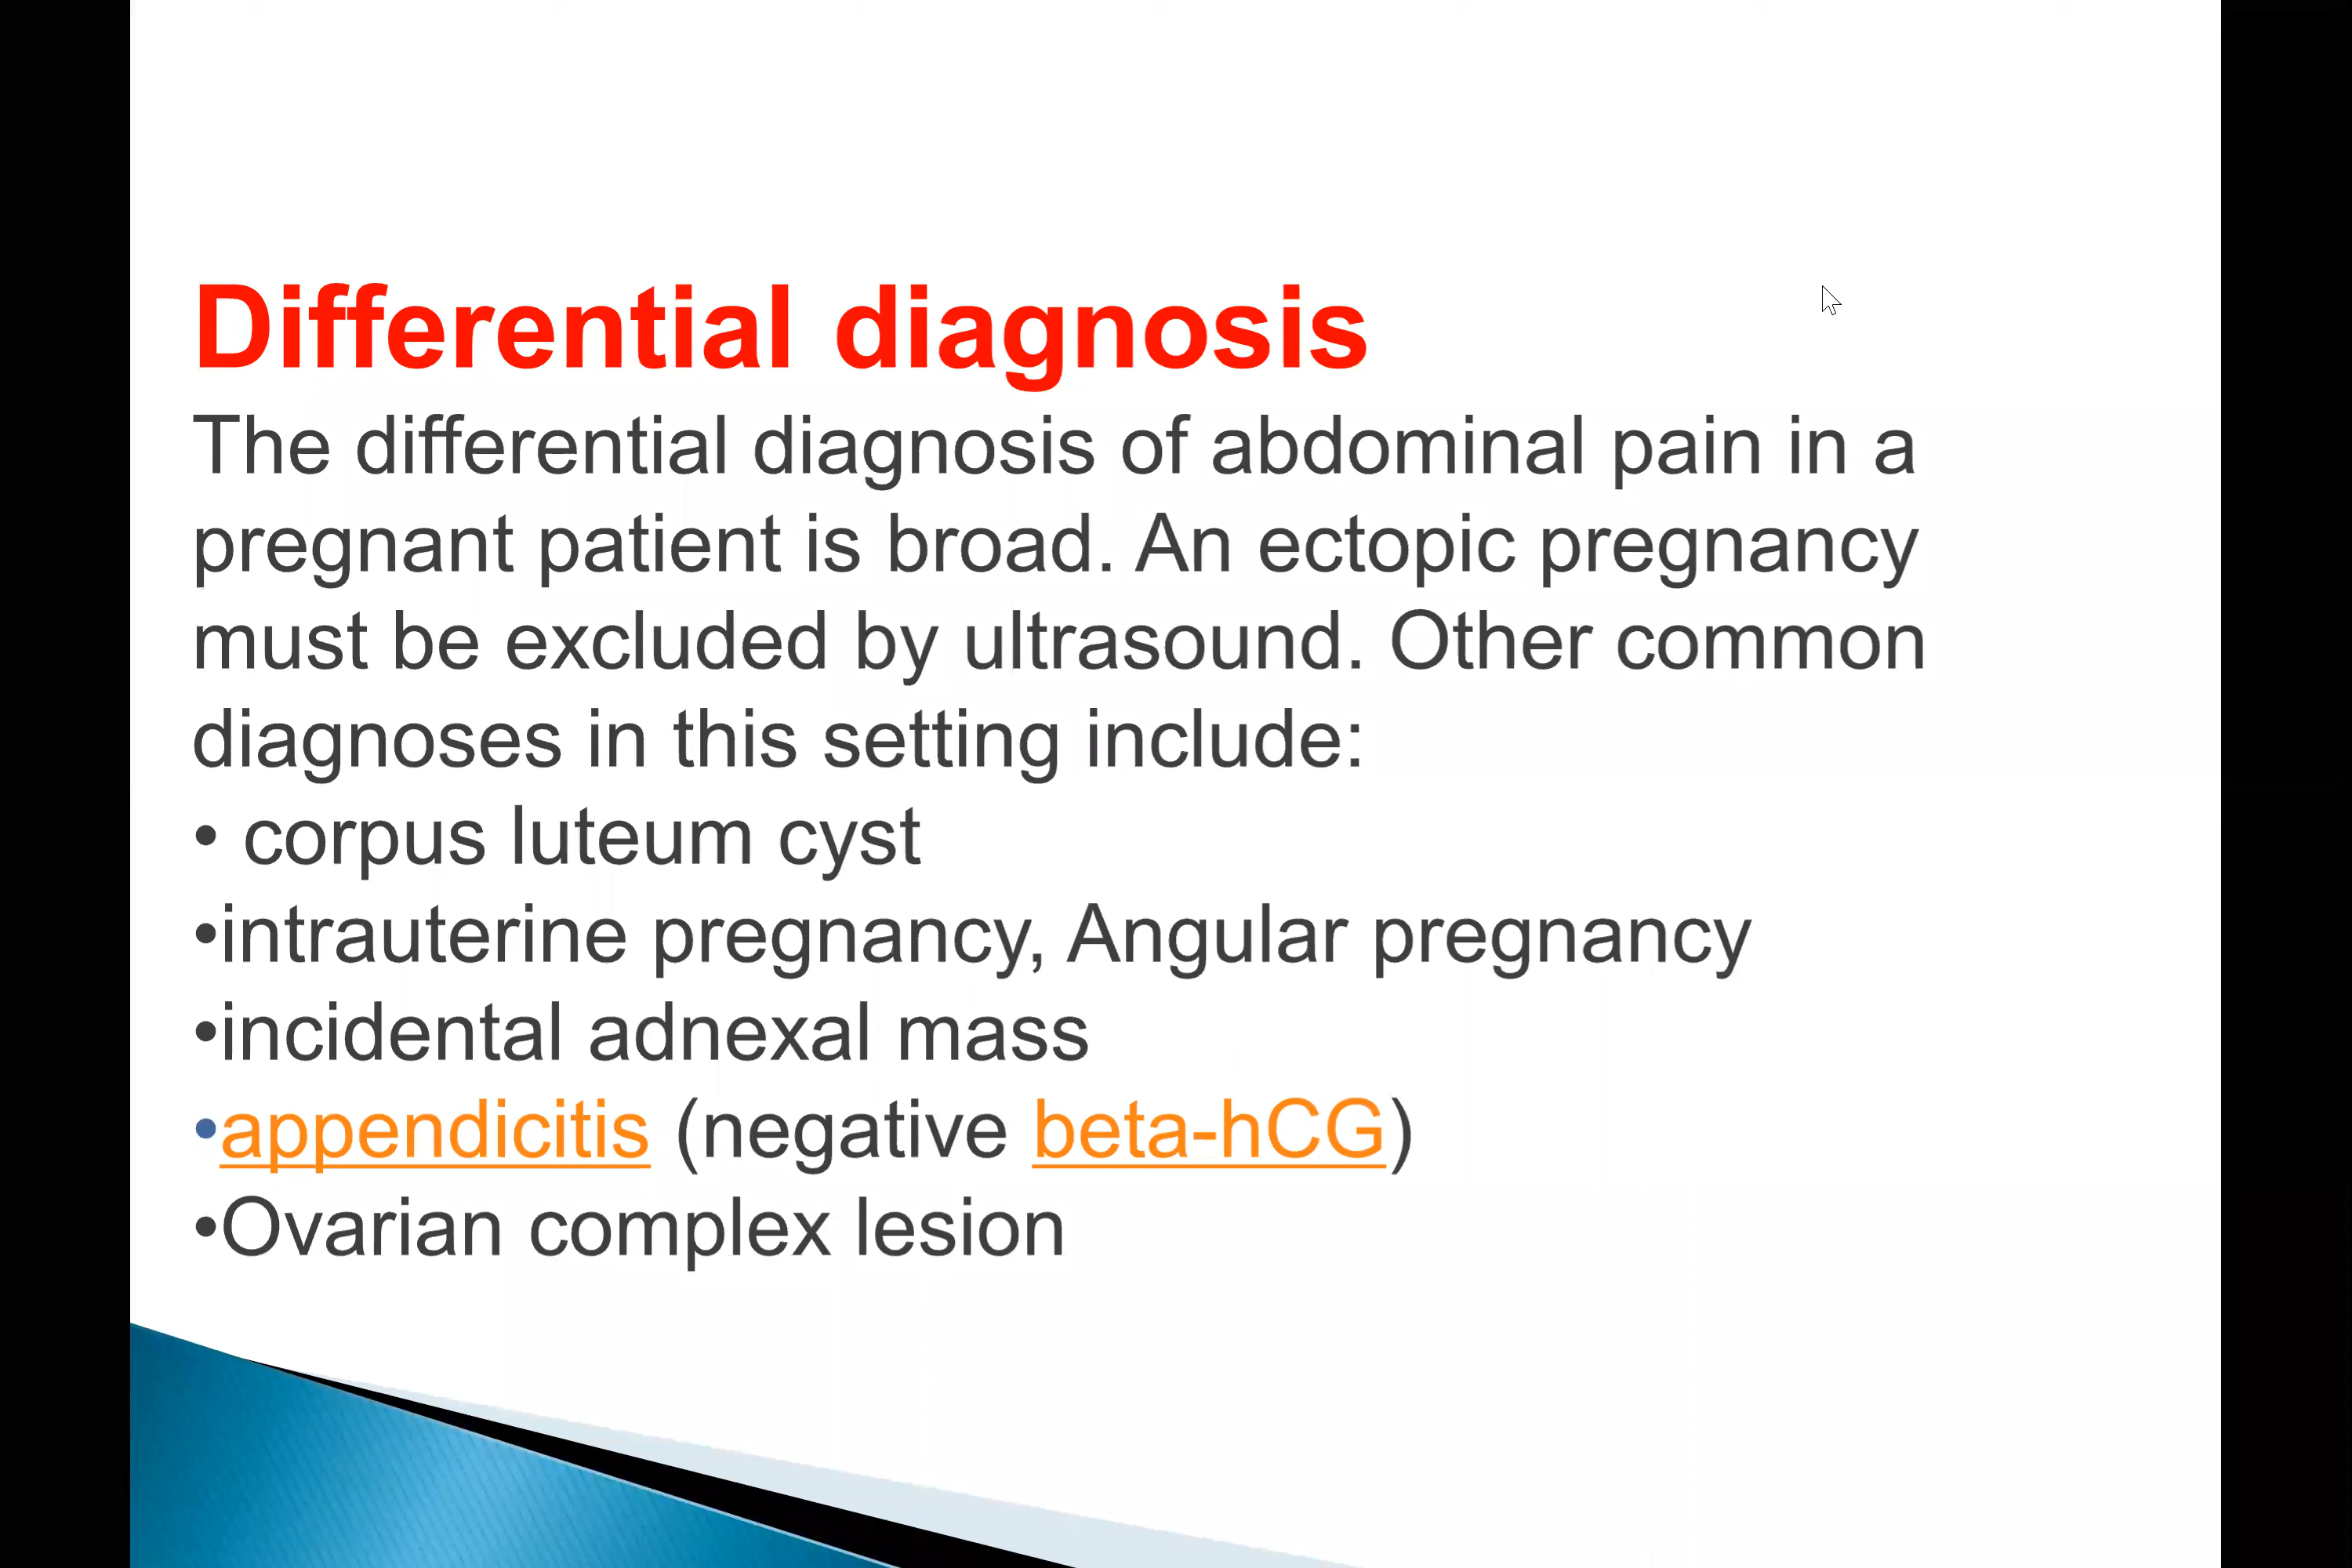 Differential diagnosis
The differential diagnosis of abdominal pain in a
pregnant patient is broad. An ectopic pregnancy
must be excluded by ultrasound. Other common
diagnoses in this setting include:
• corpus luteum cyst
•intrauterine pregnancy, Angular pregnancy
•incidental adnexal mass
•appendicitis (negative beta-hCG)
•Ovarian complex lesion